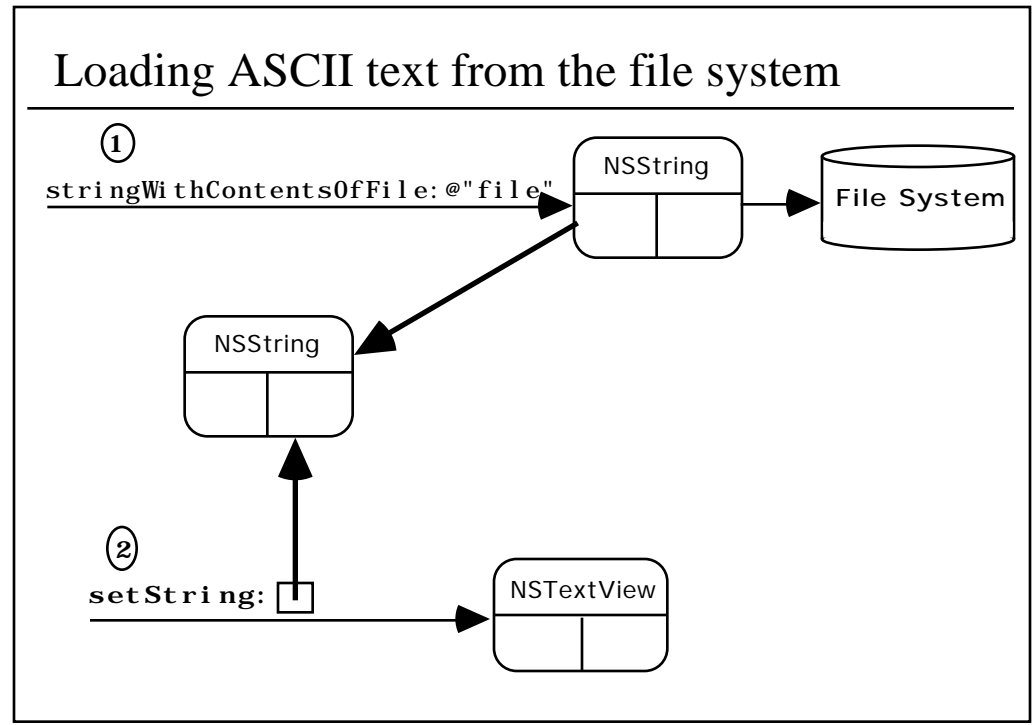 Loading ASCII text from the file system
1
stringWithContentsOfFile:@"file"
NSString
File System
NSString
2
setString:
NSTextView